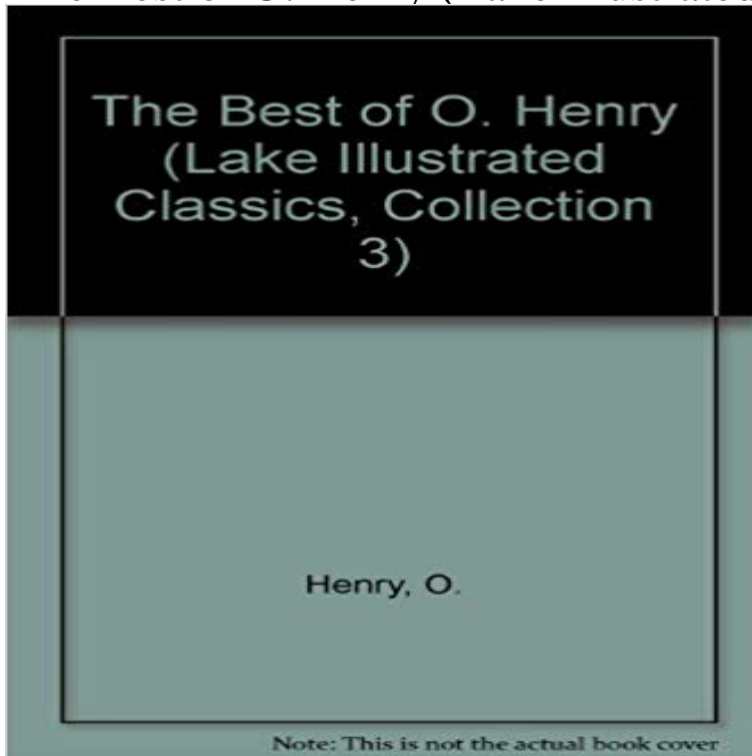 The Best of O. Henry
(Lake Illustrated
Classics, Collection
3)
Henry, O.
Note: This is not the actual book cover